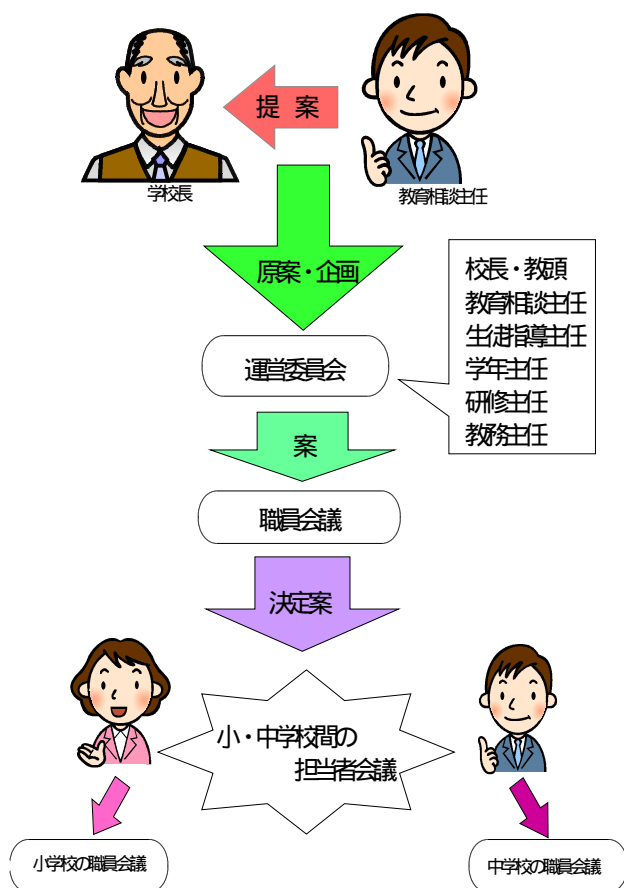 提 案
学校長
教育相談主任
原案・企画
校長・教頭
教育相談主任
生徒指導主任
学年主任
研修主任
教務主任
運営委員会
案
職員会議
決定案
小・中学校間の
担当者会議
小学校の職員会議
中学校の職員会議